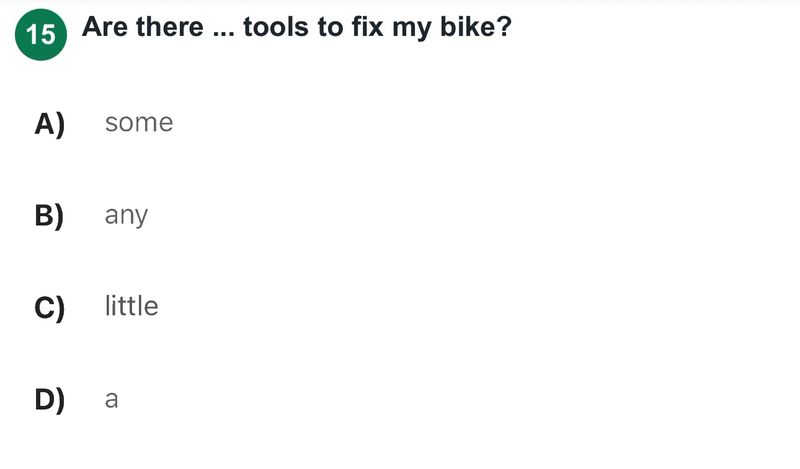 15 Are there ... tools to fix my bike?
A) some
B) any
C) little
D) a